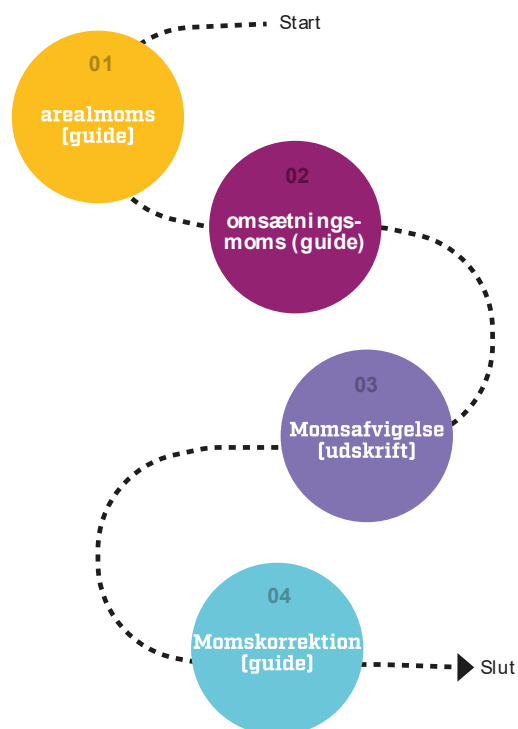 Start
01
arealmoms
(guide)
02
omsætnings-
moms (guide)
03
Momsafvigelse
(udskrift)
04
Momskorrektion
(guide)
Slut